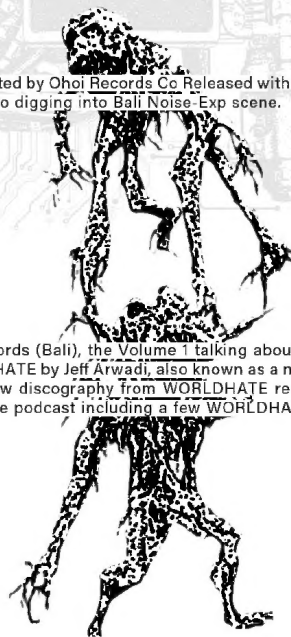 ted by Ohoi Records Co Released with
o digging into Bali Noise-Exp scene.
ords (Bali), the Volume 1 talking abou
HATE by Jeff Arwadi, also known as a n
w discography from WORLDHATE re
e podcast including a few WORLDHA